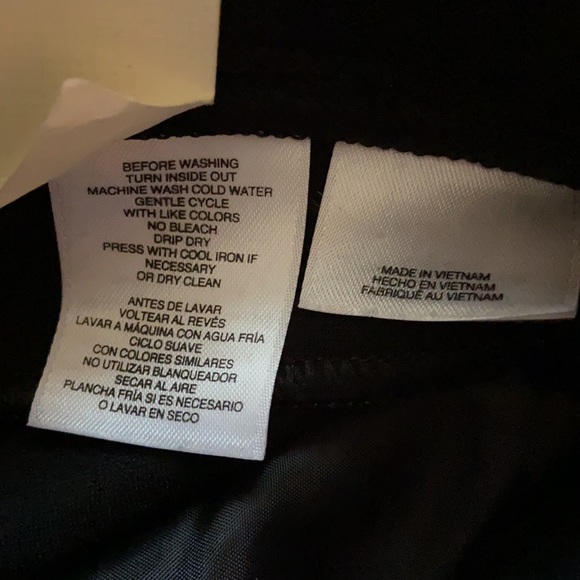 BEFORE WASHING
TURN INSIDE OUT
MACHINE WASH COLD WATER
GENTLE CYCLE
WITH LIKE COLORS
NO BLEACH
DRIP DRY
PRESS WITH COOL IRON IF
NECESSARY
OR DRY CLEAN
ANTES DE LAVAR
VOLTEAR AL REVÉS
LAVAR A MÁQUINA CON AGUA FRÍA
CICLO SUAVE
CON COLORES SIMILARES
NO UTILIZAR BLANQUEADOR
SECAR AL AIRE
PLANCHA FRÍA SI ES NECESARIO
O LAVAR EN SECO
MADE IN VIETNAM
HECHO EN VIETNAM
FABRIQUÉ AU VIETNAM